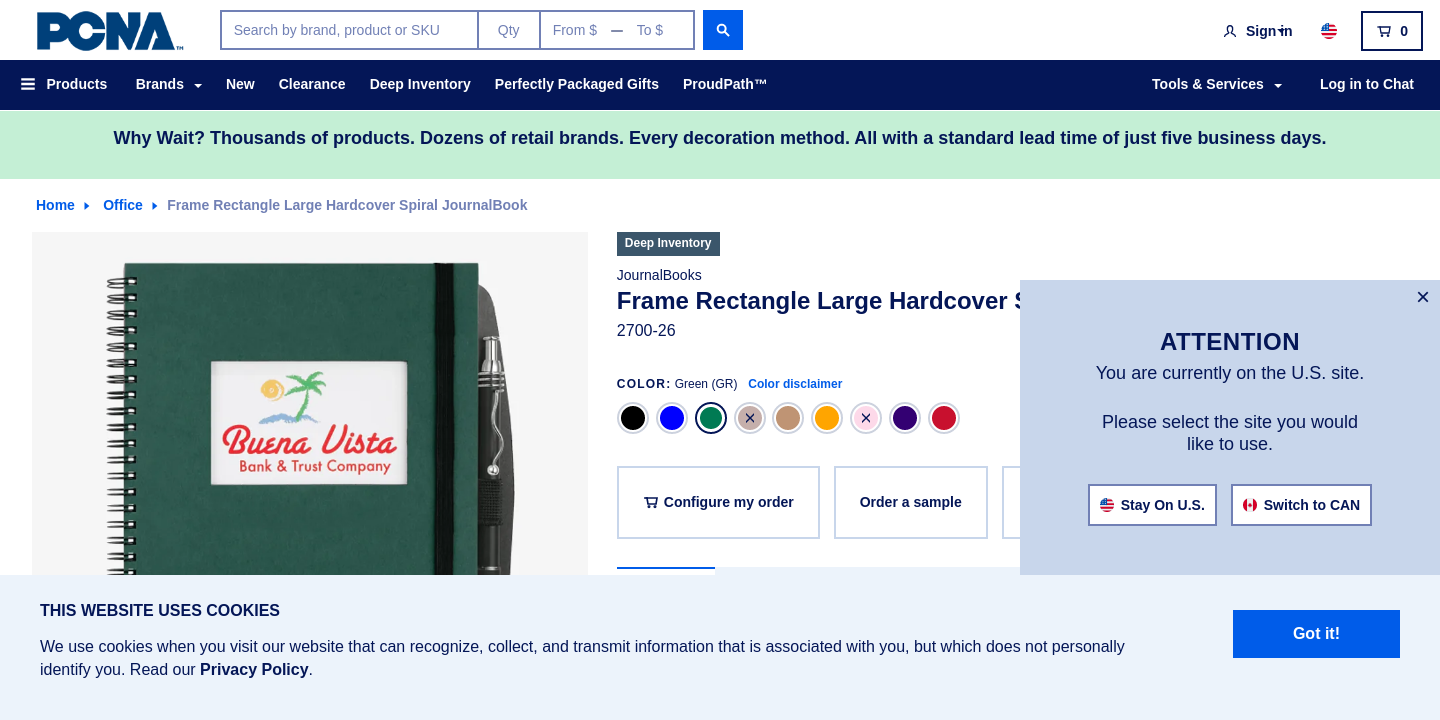 PCNA™
Search by brand, product or SKU
Qty
From $ — To $
Sign In
0
Products
Brands
New
Clearance
Deep Inventory
Perfectly Packaged Gifts
ProudPath™
Tools & Services
Log in to Chat
Why Wait? Thousands of products. Dozens of retail brands. Every decoration method. All with a standard lead time of just five business days.
Home
Office
Frame Rectangle Large Hardcover Spiral JournalBook
Buena Vista
Bank & Trust Company
Deep Inventory
JournalBooks
Frame Rectangle Large Hardcover
2700-26
COLOR: Green (GR) Color disclaimer
Configure my order
Order a sample
×
ATTENTION
You are currently on the U.S. site.
Please select the site you would
like to use.
Stay On U.S.
Switch to CAN
THIS WEBSITE USES COOKIES
We use cookies when you visit our website that can recognize, collect, and transmit information that is associated with you, but which does not personally
identify you. Read our Privacy Policy.
Got it!